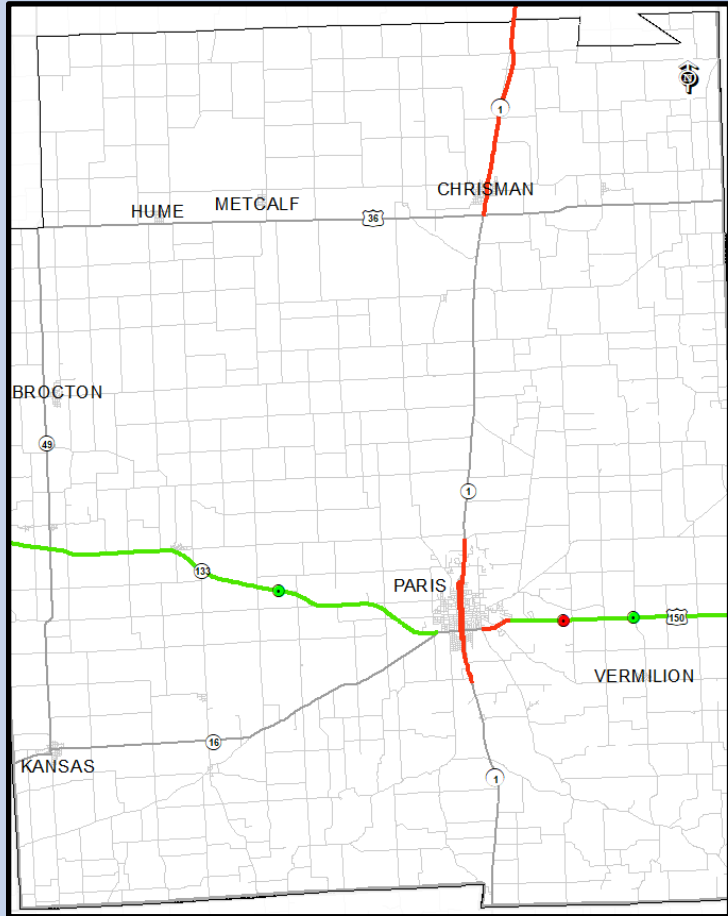 1
CHRISMAN
METCALF
HUME
36
BROCTON
49
1
133
PARIS
150
VERMILION
16
KANSAS
1